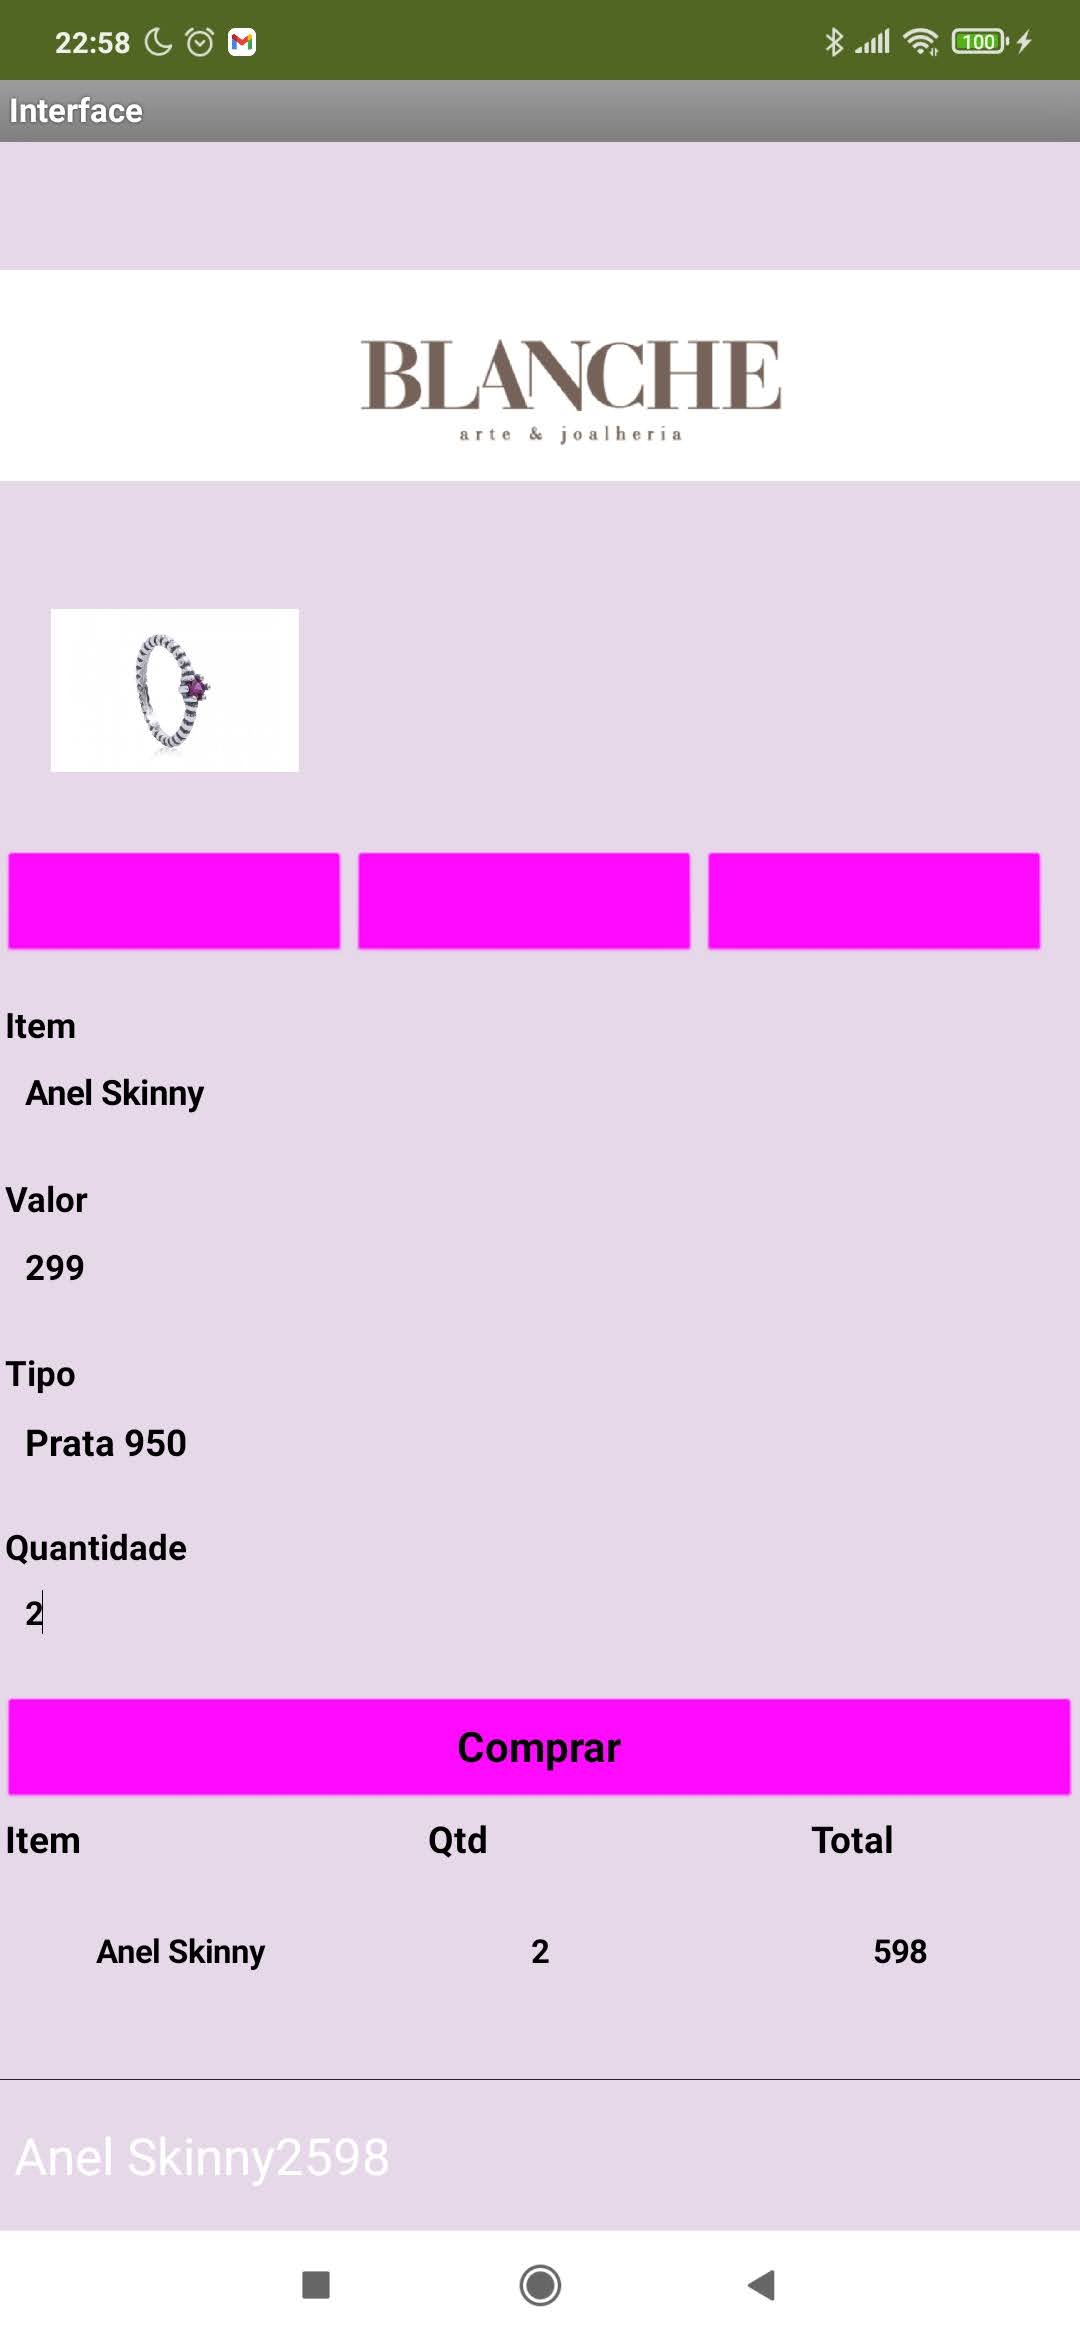 22:58
100
Interface
BLANCHE
arte & joalheria
Item
Anel Skinny
Valor
299
Tipo
Prata 950
Quantidade
2
Comprar
Item Qtd Total
Anel Skinny 2 598
Anel Skinny2598